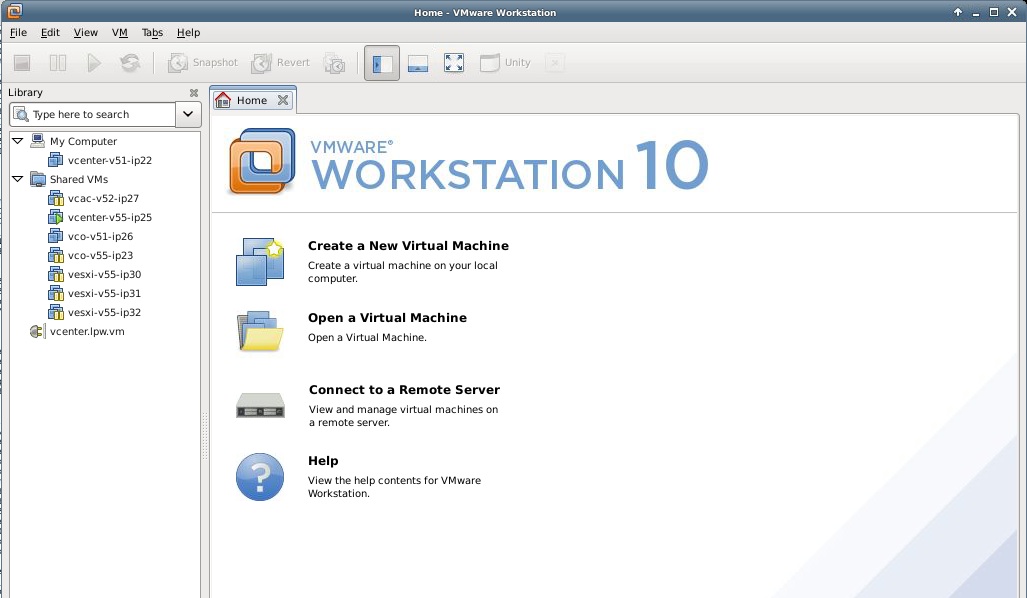 Home - VMware Workstation
File Edit View VM Tabs Help
Snapshot Revert Unity
Library
Type here to search
My Computer
vcenter-v51-ip22
Shared VMs
vcac-v52-ip27
vcenter-v55-ip25
vco-v51-ip26
vco-v55-ip23
vesxi-v55-ip30
vesxi-v55-ip31
vesxi-v55-ip32
vcenter.lpw.vm
Home
VMWARE®
WORKSTATION 10
Create a New Virtual Machine
Create a virtual machine on your local
computer.
Open a Virtual Machine
Open a Virtual Machine.
Connect to a Remote Server
View and manage virtual machines on
a remote server.
?
Help
View the help contents for VMware
Workstation.